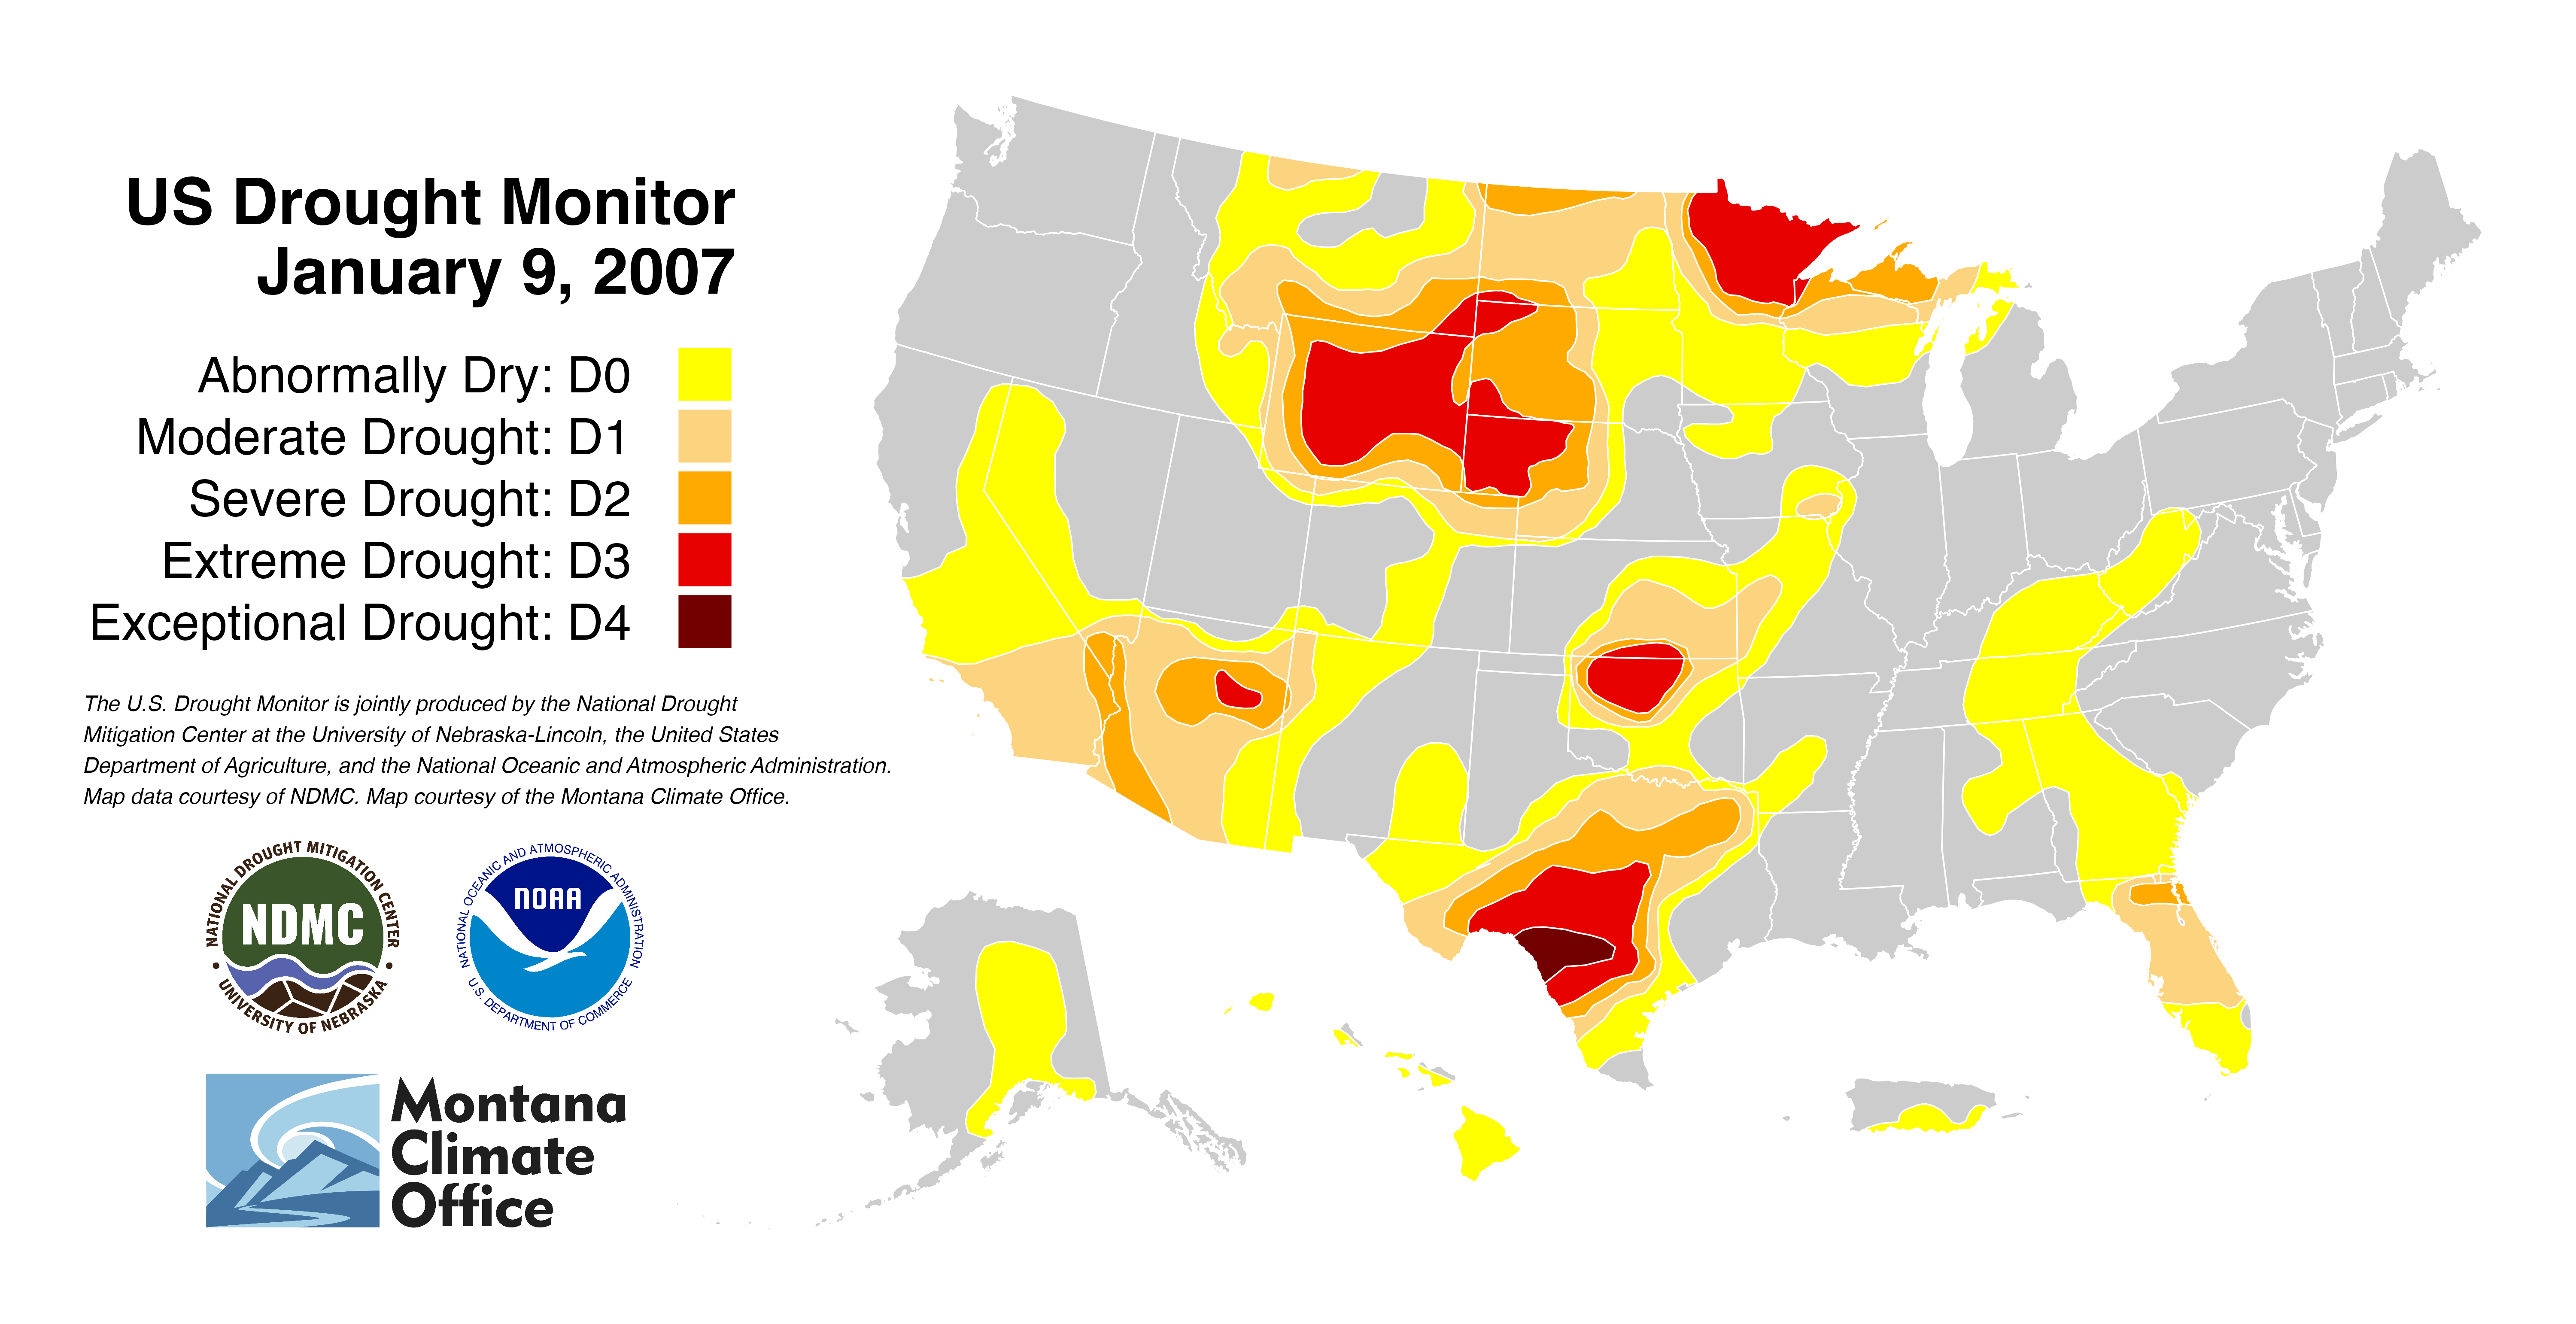 US Drought Monitor
January 9, 2007
Abnormally Dry: D0
Moderate Drought: D1
Severe Drought: D2
Extreme Drought: D3
Exceptional Drought: D4
The U.S. Drought Monitor is jointly produced by the National Drought
Mitigation Center at the University of Nebraska-Lincoln, the United States
Department of Agriculture, and the National Oceanic and Atmospheric Administration.
Map data courtesy of NDMC. Map courtesy of the Montana Climate Office.
NATIONAL DROUGHT MITIGATION CENTER
NDMC
• UNIVERSITY OF NEBRASKA •
NATIONAL OCEANIC AND ATMOSPHERIC ADMINISTRATION
NOAA
U.S. DEPARTMENT OF COMMERCE
Montana
Climate
Office